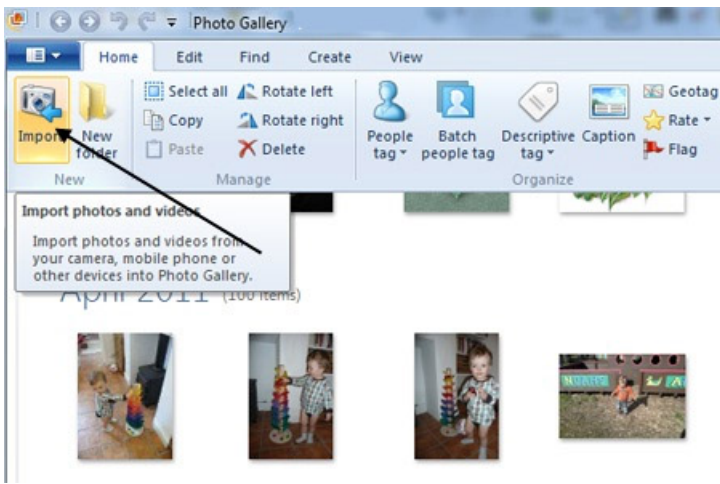 Photo Gallery
Home Edit Find Create View
Import
New folder
Select all
Copy
Paste
Rotate left
Rotate right
Delete
People tag
Batch people tag
Descriptive tag
Caption
Geotag
Rate
Flag
New Manage Organize
Import photos and videos
Import photos and videos from
your camera, mobile phone or
other devices into Photo Gallery.
April 2011 (100 items)